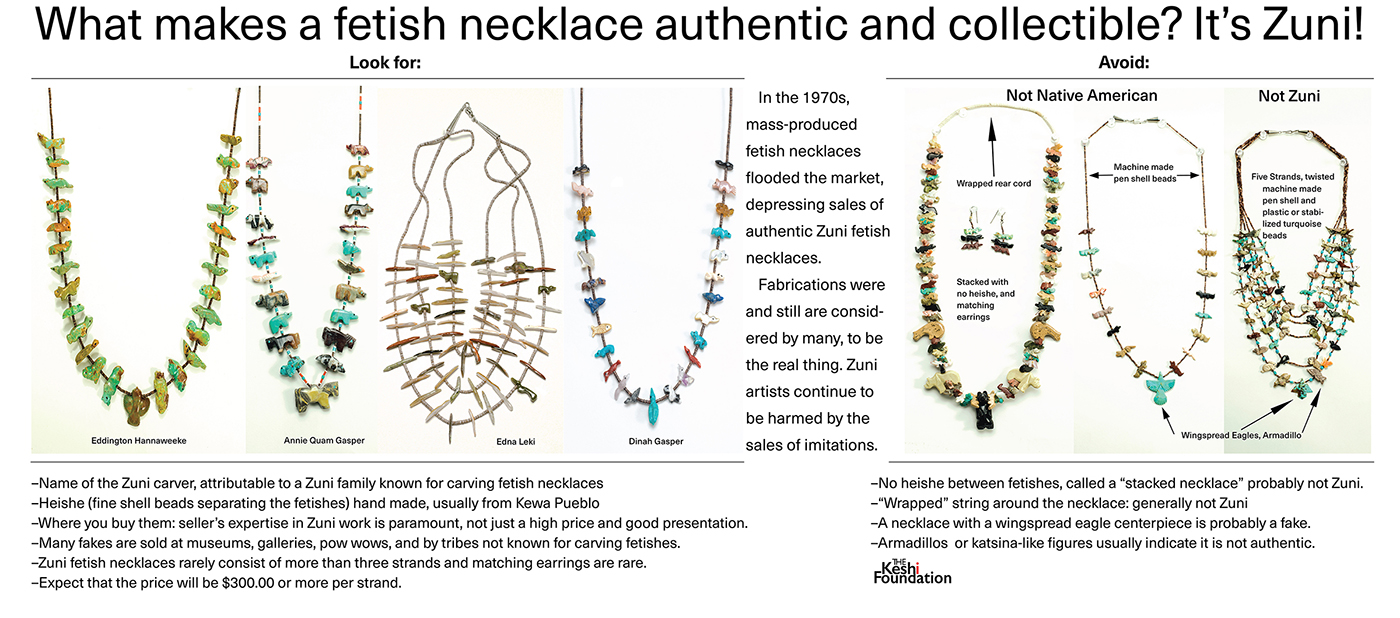 What makes a fetish necklace authentic and collectible? It's Zuni!
Look for:
Eddington Hannaweeke
Annie Quam Gasper
Edna Leki
Dinah Gasper
In the 1970s,
mass-produced
fetish necklaces
flooded the market,
depressing sales of
authentic Zuni fetish
necklaces.
Fabrications were
and still are consid-
ered by many, to be
the real thing. Zuni
artists continue to
be harmed by the
sales of imitations.
Avoid:
Not Native American
Wrapped rear cord
Stacked with
no heishe, and
matching
earrings
Machine made
pen shell beads
Not Zuni
Five Strands, twisted
machine made
pen shell and
plastic or stabi-
lized turquoise
beads
Wingspread Eagles, Armadillo
–Name of the Zuni carver, attributable to a Zuni family known for carving fetish necklaces
–Heishe (fine shell beads separating the fetishes) hand made, usually from Kewa Pueblo
–Where you buy them: seller's expertise in Zuni work is paramount, not just a high price and good presentation.
–Many fakes are sold at museums, galleries, pow wows, and by tribes not known for carving fetishes.
–Zuni fetish necklaces rarely consist of more than three strands and matching earrings are rare.
–Expect that the price will be $300.00 or more per strand.
–No heishe between fetishes, called a “stacked necklace” probably not Zuni.
–“Wrapped” string around the necklace: generally not Zuni
–A necklace with a wingspread eagle centerpiece is probably a fake.
–Armadillos or katsina-like figures usually indicate it is not authentic.
THE
Keshi
Foundation